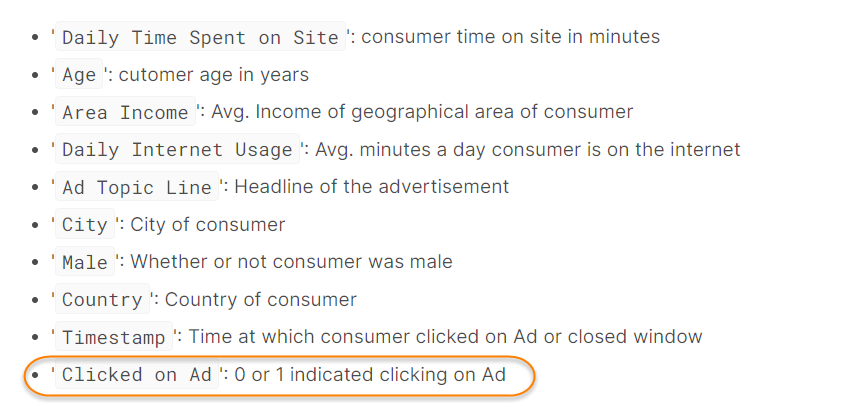 • 'Daily Time Spent on Site': consumer time on site in minutes
• 'Age': cutomer age in years
• 'Area Income': Avg. Income of geographical area of consumer
• 'Daily Internet Usage': Avg. minutes a day consumer is on the internet
• 'Ad Topic Line': Headline of the advertisement
• 'City': City of consumer
• 'Male': Whether or not consumer was male
• 'Country': Country of consumer
• 'Timestamp': Time at which consumer clicked on Ad or closed window
• 'Clicked on Ad': 0 or 1 indicated clicking on Ad